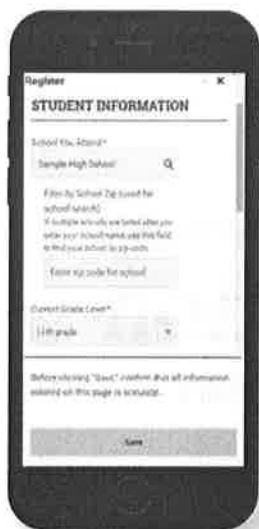 Register
×
STUDENT INFORMATION
School You Attend*
Sample High School
Filter By School Zip (used for
school search)
If multiple schools are listed after you
enter your school name, use this field
to find your school by zip code.
Enter zip code for school
Current Grade Level*
11th grade
Before clicking "Save," confirm that all information
entered on this page is accurate.
Save